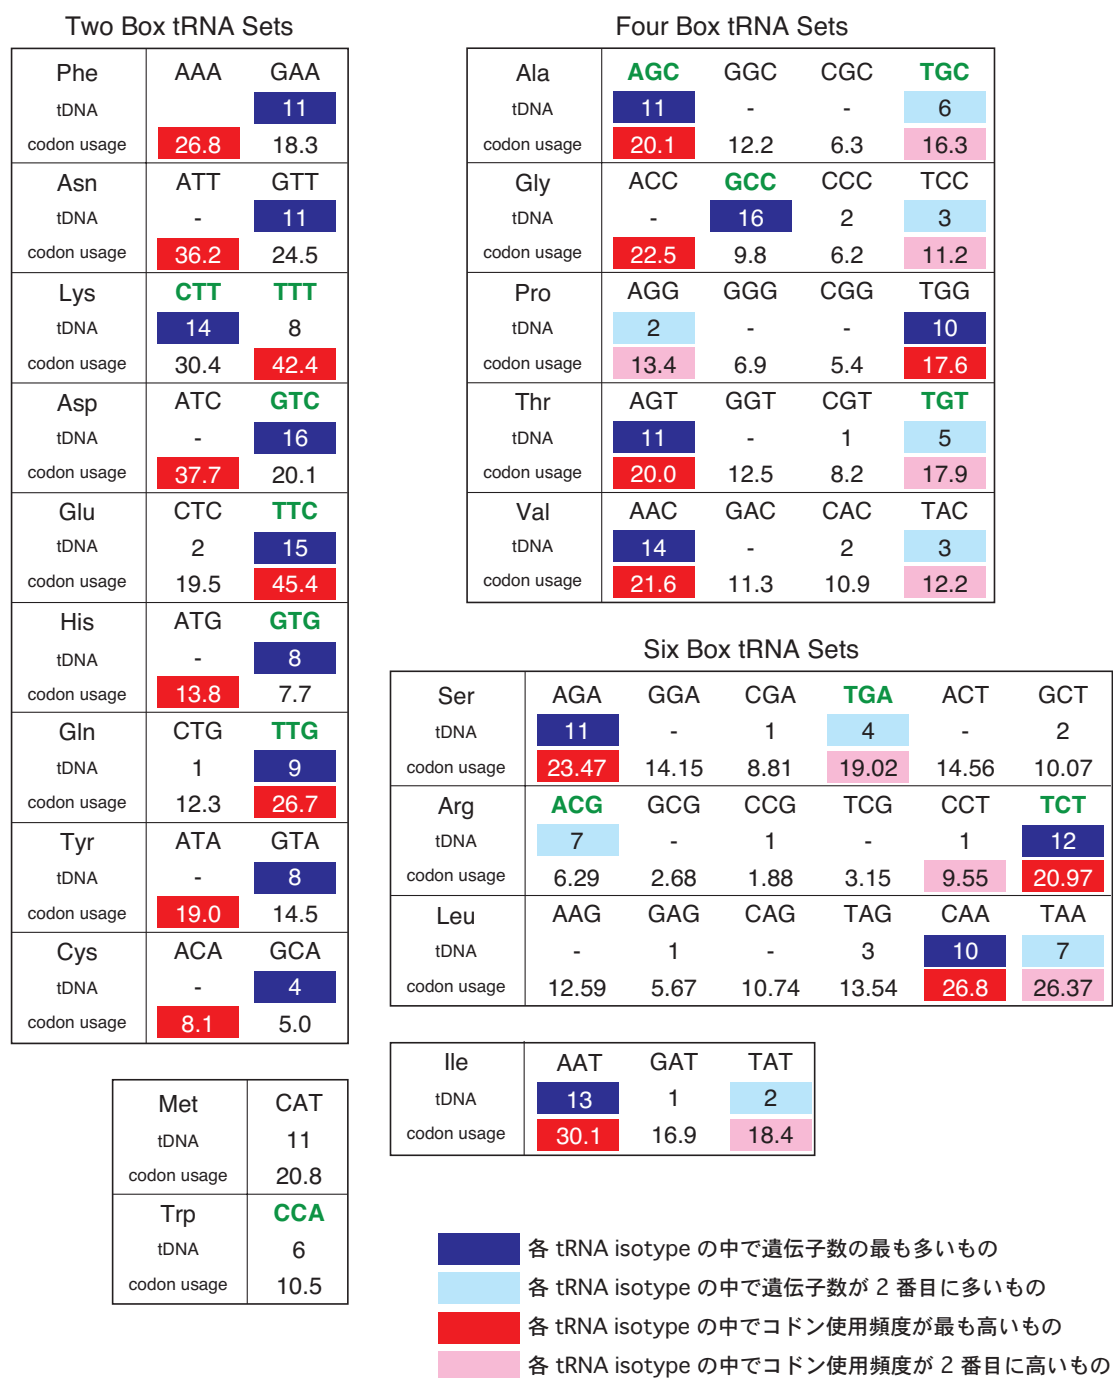 Two Box tRNA Sets
Phe AAA GAA
tDNA 11
codon usage 26.8 18.3
Asn ATT GTT
tDNA - 11
codon usage 36.2 24.5
Lys CTT TTT
tDNA 14 8
codon usage 30.4 42.4
Asp ATC GTC
tDNA - 16
codon usage 37.7 20.1
Glu CTC TTC
tDNA 2 15
codon usage 19.5 45.4
His ATG GTG
tDNA - 8
codon usage 13.8 7.7
Gln CTG TTG
tDNA 1 9
codon usage 12.3 26.7
Tyr ATA GTA
tDNA - 8
codon usage 19.0 14.5
Cys ACA GCA
tDNA - 4
codon usage 8.1 5.0
Met CAT
tDNA 11
codon usage 20.8
Trp CCA
tDNA 6
codon usage 10.5
Four Box tRNA Sets
Ala AGC GGC CGC TGC
tDNA 11 - - 6
codon usage 20.1 12.2 6.3 16.3
Gly ACC GCC CCC TCC
tDNA - 16 2 3
codon usage 22.5 9.8 6.2 11.2
Pro AGG GGG CGG TGG
tDNA 2 - - 10
codon usage 13.4 6.9 5.4 17.6
Thr AGT GGT CGT TGT
tDNA 11 - 1 5
codon usage 20.0 12.5 8.2 17.9
Val AAC GAC CAC TAC
tDNA 14 - 2 3
codon usage 21.6 11.3 10.9 12.2
Six Box tRNA Sets
Ser AGA GGA CGA TGA ACT GCT
tDNA 11 - 1 4 - 2
codon usage 23.47 14.15 8.81 19.02 14.56 10.07
Arg ACG GCG CCG TCG CCT TCT
tDNA 7 - 1 - 1 12
codon usage 6.29 2.68 1.88 3.15 9.55 20.97
Leu AAG GAG CAG TAG CAA TAA
tDNA - 1 - 3 10 7
codon usage 12.59 5.67 10.74 13.54 26.8 26.37
Ile AAT GAT TAT
tDNA 13 1 2
codon usage 30.1 16.9 18.4
各 tRNA isotype の中で遺伝子数の最も多いもの
各 tRNA isotype の中で遺伝子数が 2 番目に多いもの
各 tRNA isotype の中でコドン使用頻度が最も高いもの
各 tRNA isotype の中でコドン使用頻度が 2 番目に高いもの